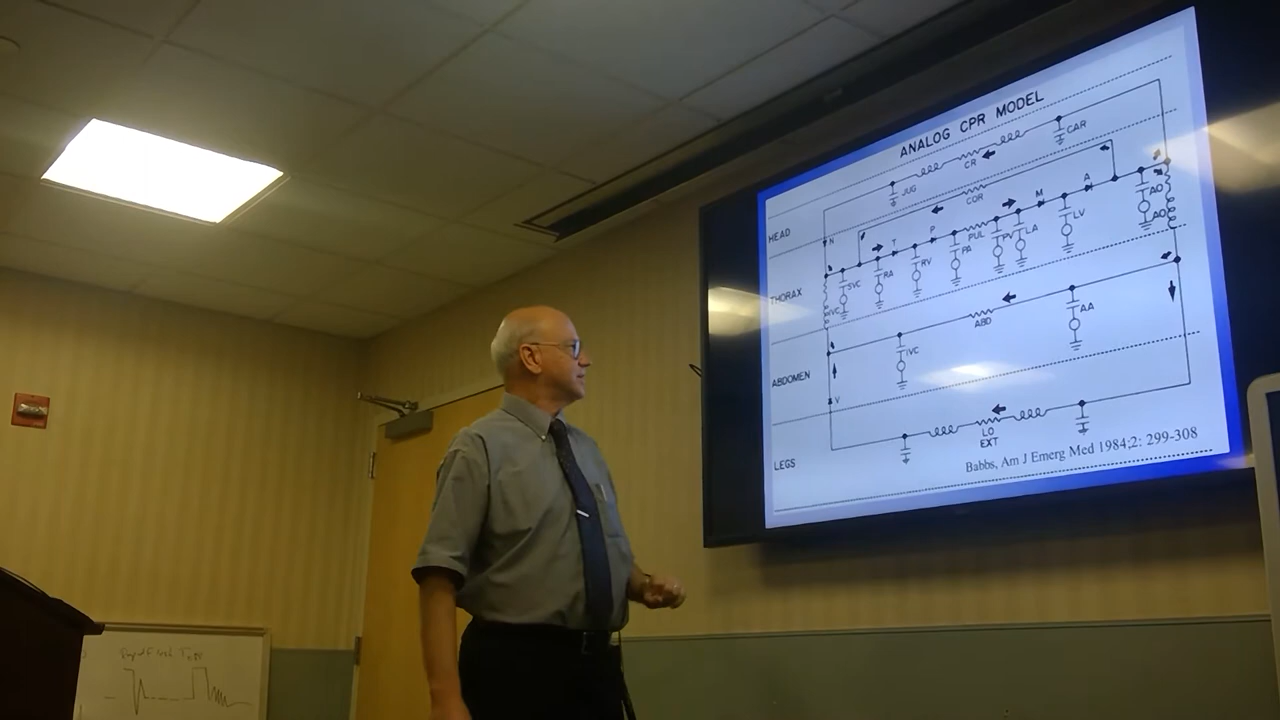 ANALOG CPR MODEL
CAR
CR
JUG
COR
HEAD
N
A
M
AO
LV
AO
P
T
PUL
PV
LA
PA
RV
RA
SVC
IVC
THORAX
AA
ABD
IVC
ABDOMEN
V
LO
EXT
LEGS
Babbs, Am J Emerg Med 1984;2: 299-308
Test